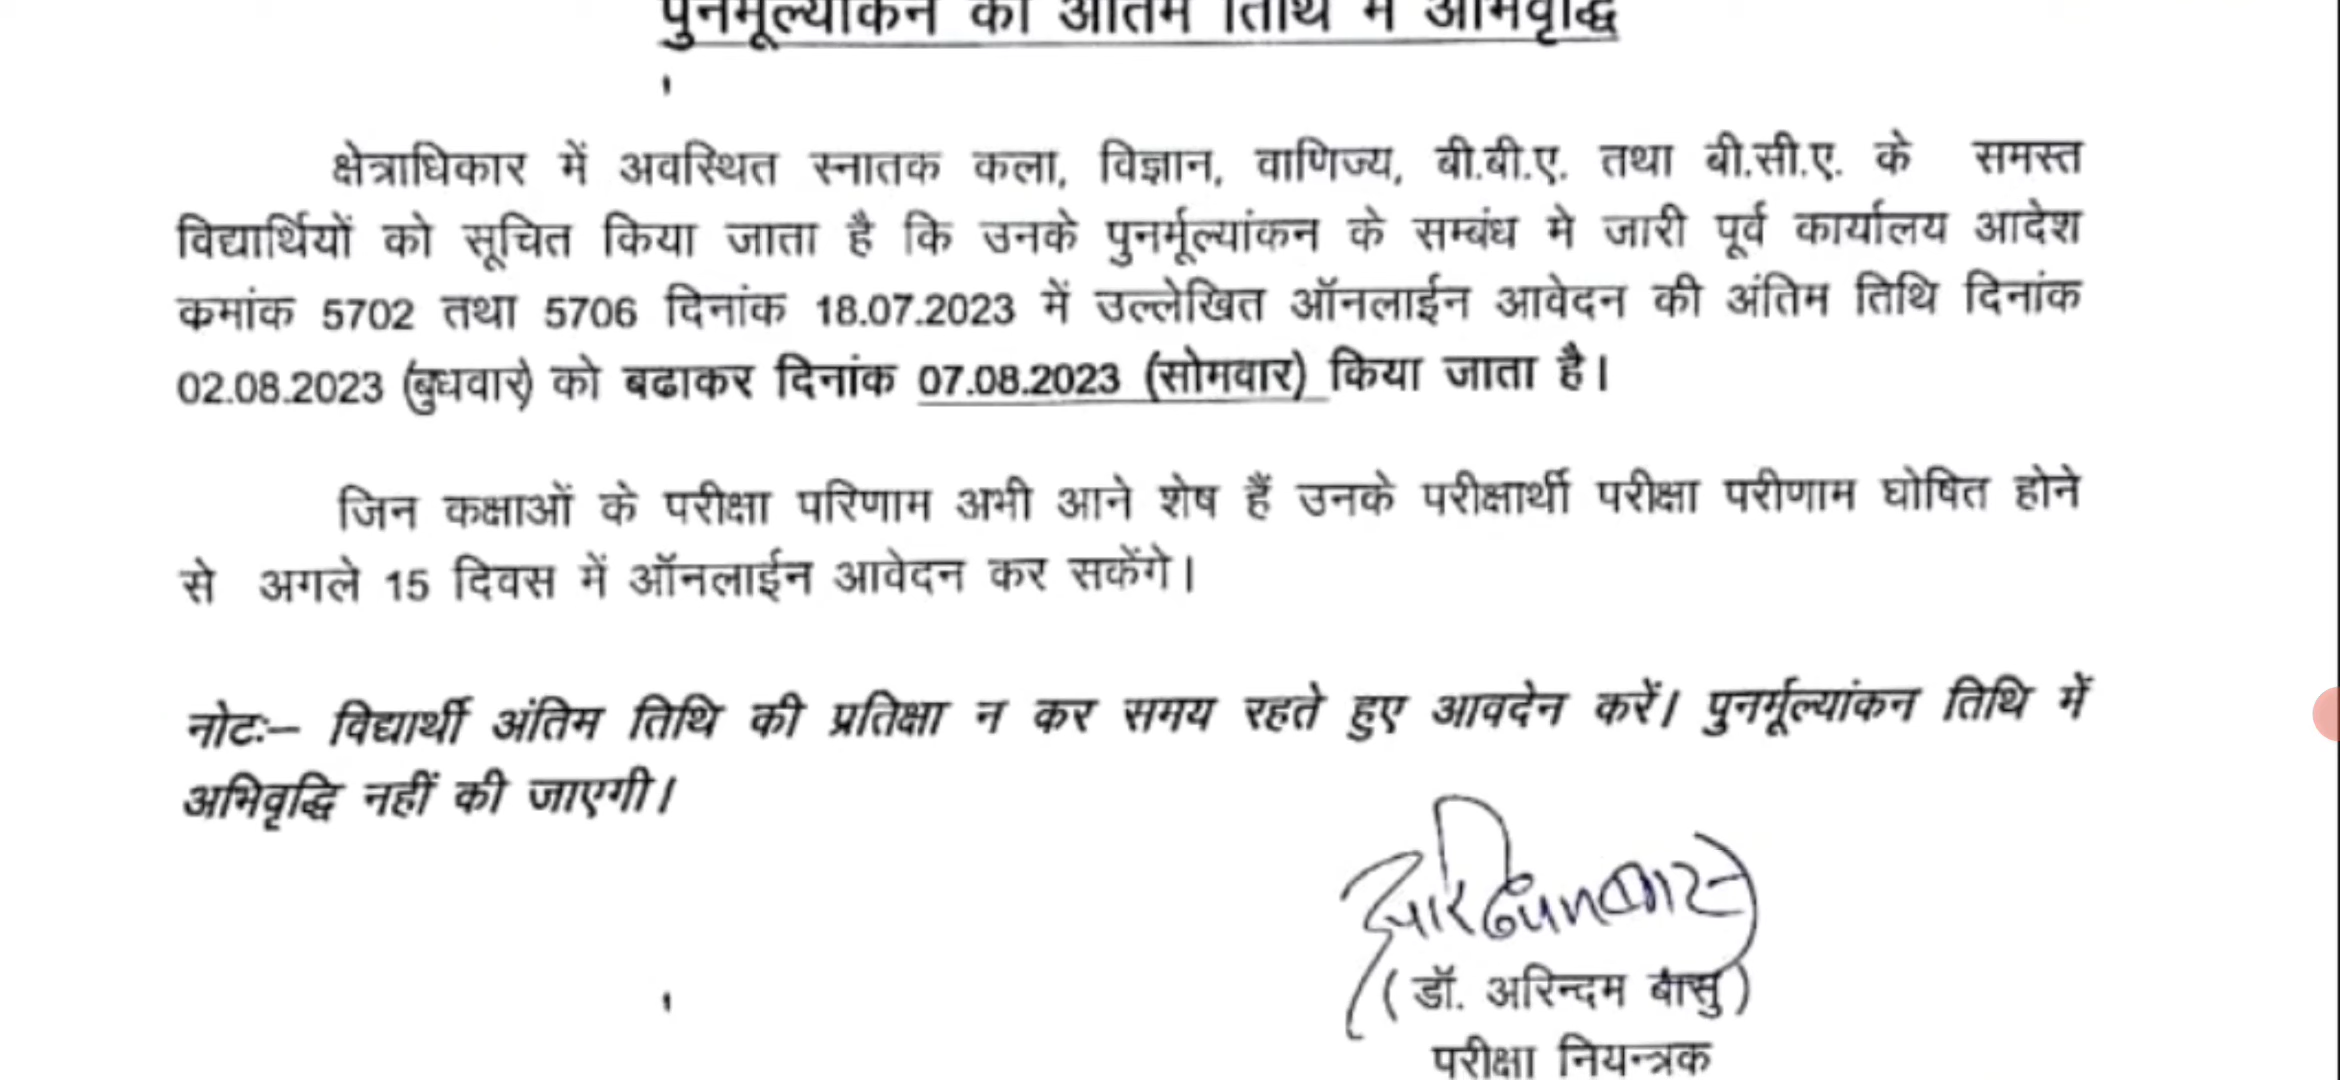 पुनर्मूल्यांकन की अंतिम तिथि में अभिवृद्धि
क्षेत्राधिकार में अवस्थित स्नातक कला, विज्ञान, वाणिज्य, बी.बी.ए. तथा बी.सी.ए. के समस्त
विद्यार्थियों को सूचित किया जाता है कि उनके पुनर्मूल्यांकन के सम्बंध मे जारी पूर्व कार्यालय आदेश
कमांक 5702 तथा 5706 दिनांक 18.07.2023 में उल्लेखित ऑनलाईन आवेदन की अंतिम तिथि दिनांक
02.08.2023 (बुधवार) को बढाकर दिनांक 07.08.2023 (सोमवार) किया जाता है।
जिन कक्षाओं के परीक्षा परिणाम अभी आने शेष हैं उनके परीक्षार्थी परीक्षा परीणाम घोषित होने
से अगले 15 दिवस में ऑनलाईन आवेदन कर सकेंगे।
नोटः– विद्यार्थी अंतिम तिथि की प्रतिक्षा न कर समय रहते हुए आवदेन करें। पुनर्मूल्यांकन तिथि में
अभिवृद्धि नहीं की जाएगी।
( डॉ. अरिन्दम बासु )
परीक्षा नियन्त्रक